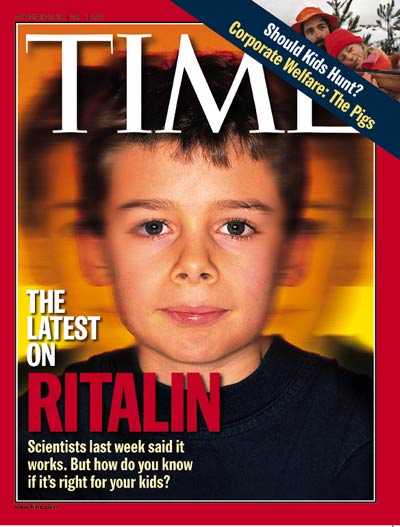 Should Kids Hunt?
Corporate Welfare: The Pigs
TIME
THE
LATEST
ON
RITALIN
Scientists last week said it
works. But how do you know
if it's right for your kids?